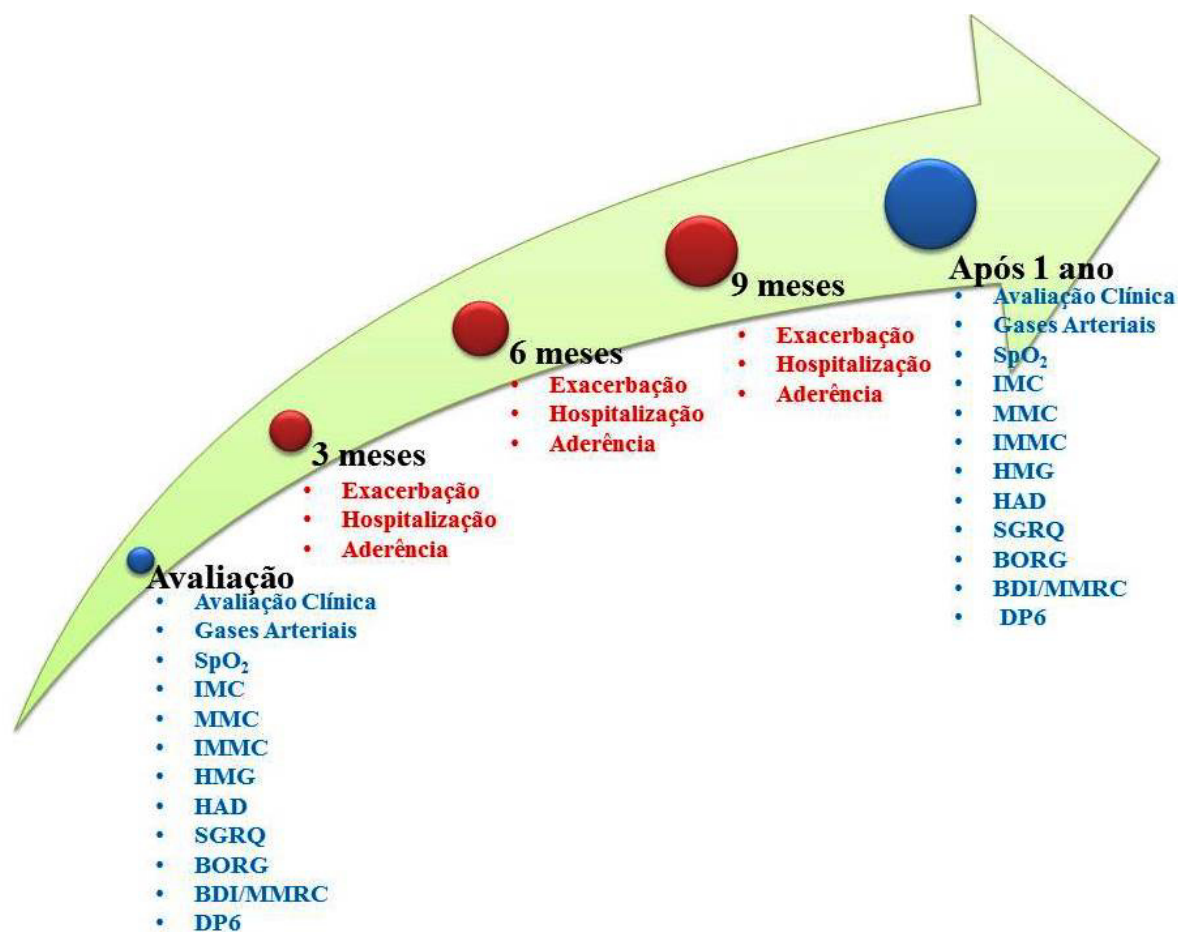 Avaliação
• Avaliação Clínica
• Gases Arteriais
• SpO₂
• IMC
• MMC
• IMMC
• HMG
• HAD
• SGRQ
• BORG
• BDI/MMRC
• DP6
3 meses
• Exacerbação
• Hospitalização
• Aderência
6 meses
• Exacerbação
• Hospitalização
• Aderência
9 meses
• Exacerbação
• Hospitalização
• Aderência
Após 1 ano
• Avaliação Clínica
• Gases Arteriais
• SpO₂
• IMC
• MMC
• IMMC
• HMG
• HAD
• SGRQ
• BORG
• BDI/MMRC
• DP6